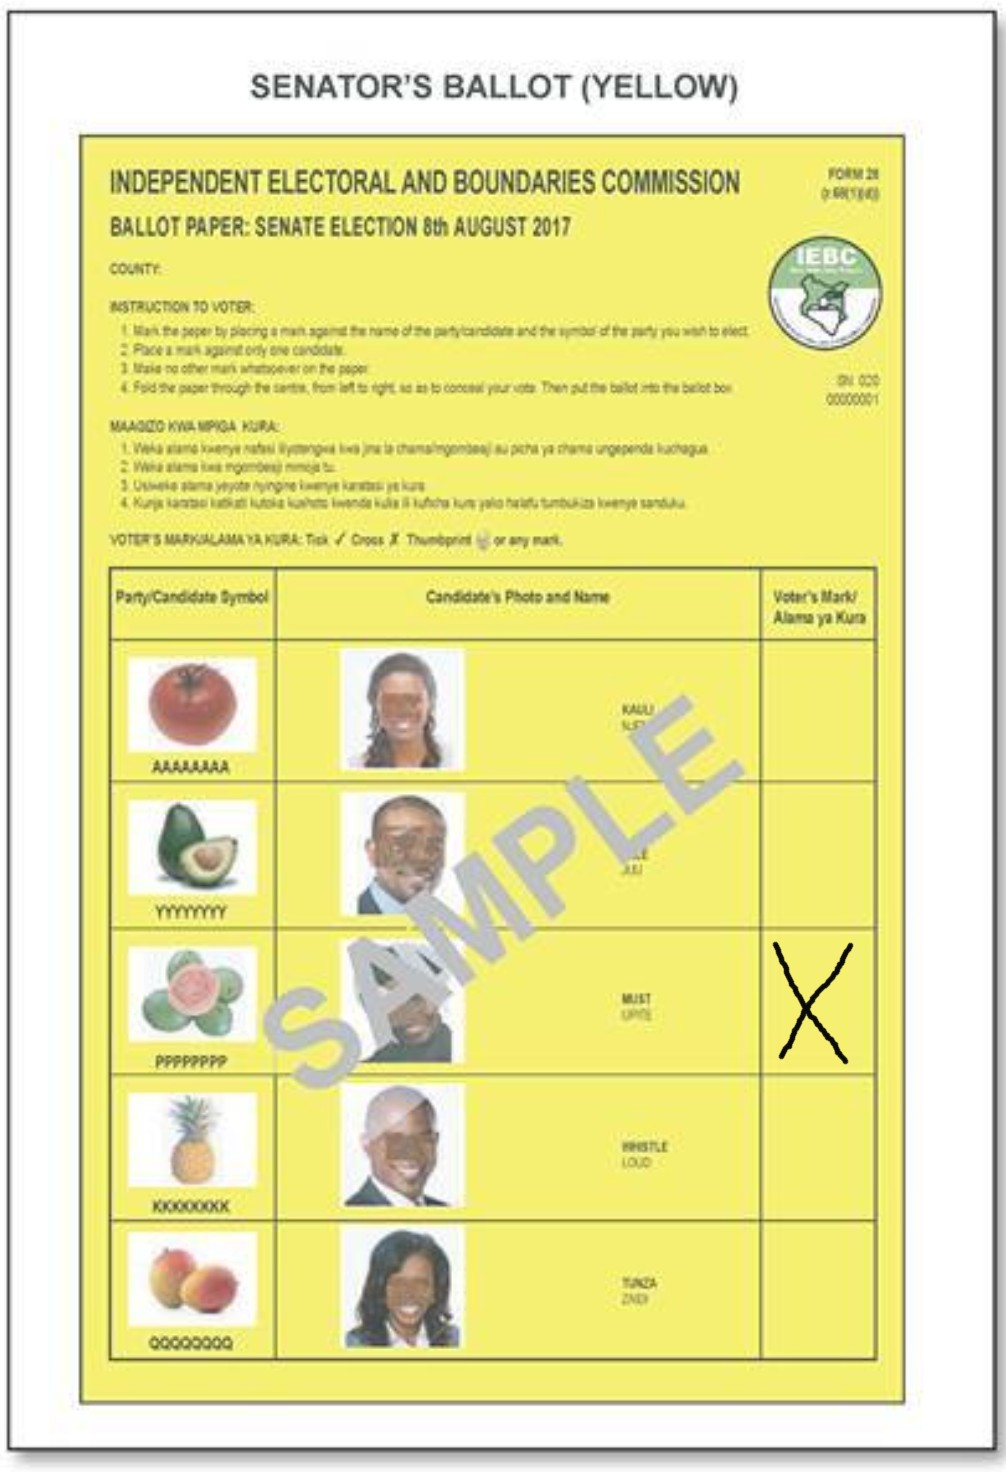 SENATOR'S BALLOT (YELLOW)
INDEPENDENT ELECTORAL AND BOUNDARIES COMMISSION
FORM 28
BALLOT PAPER: SENATE ELECTION 8th AUGUST 2017
COUNTY:
IEBC
INSTRUCTION TO VOTER:
1. Mark the paper by placing a mark against the name of the party/candidate and the symbol of the party you wish to elect.
2. Place a mark against only one candidate.
3. Make no other mark whatsoever on the paper.
4. Fold the paper through the centre, from left to right, so as to conceal your vote. Then put the ballot into the ballot box
SN 020
00000001
MAAGIZO KWA MPIGA KURA:
1. Weka alama kwenye nafasi iliyotengwa kwa jina la chama/mgombeaji au picha ya chama ungependa kuchagua.
2. Weka alama kwa mgombeaji mmoja tu.
3. Usiweke alama yeyote nyingine kwenye karatasi ya kura
4. Kunja karatasi katikati kutoka kushoto kwenda kulia ili kuficha kura yako halafu tumbukiza kwenye sanduku.
VOTER'S MARK/ALAMA YA KURA: Tick ✓ Cross ✗ Thumbprint or any mark.
Party/Candidate Symbol
Candidate's Photo and Name
Voter's Mark/
Alama ya Kura
AAAAAAAA
KAULI
YYYYYYYY
JUU
PPPPPPPP
MUST
UPITE
X
KKKKKKKK
WHISTLE
LOUD
QQQQQQQQ
TUNZA
ZAIDI
SAMPLE